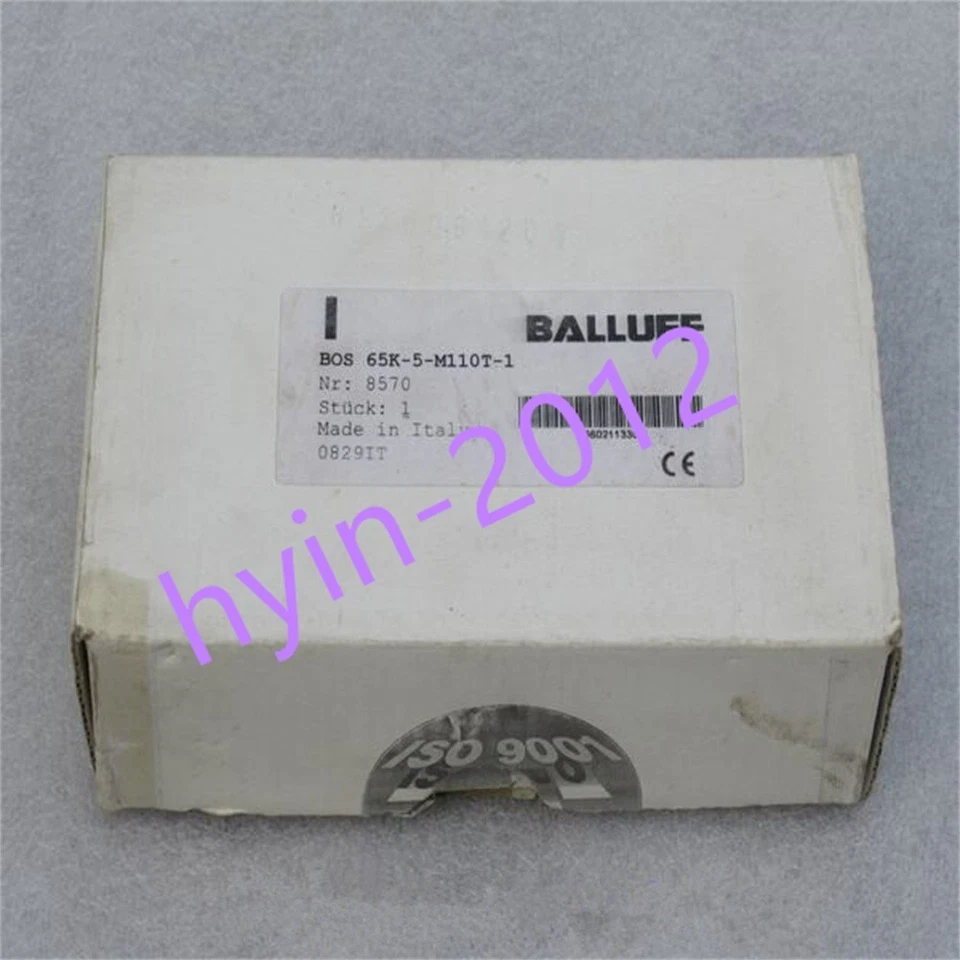 BALLUFF
BOS 65K-5-M110T-1
Nr: 8570
Stück: 1
Made in Italy
0829IT
CE
hyin-2012
ISO 9001